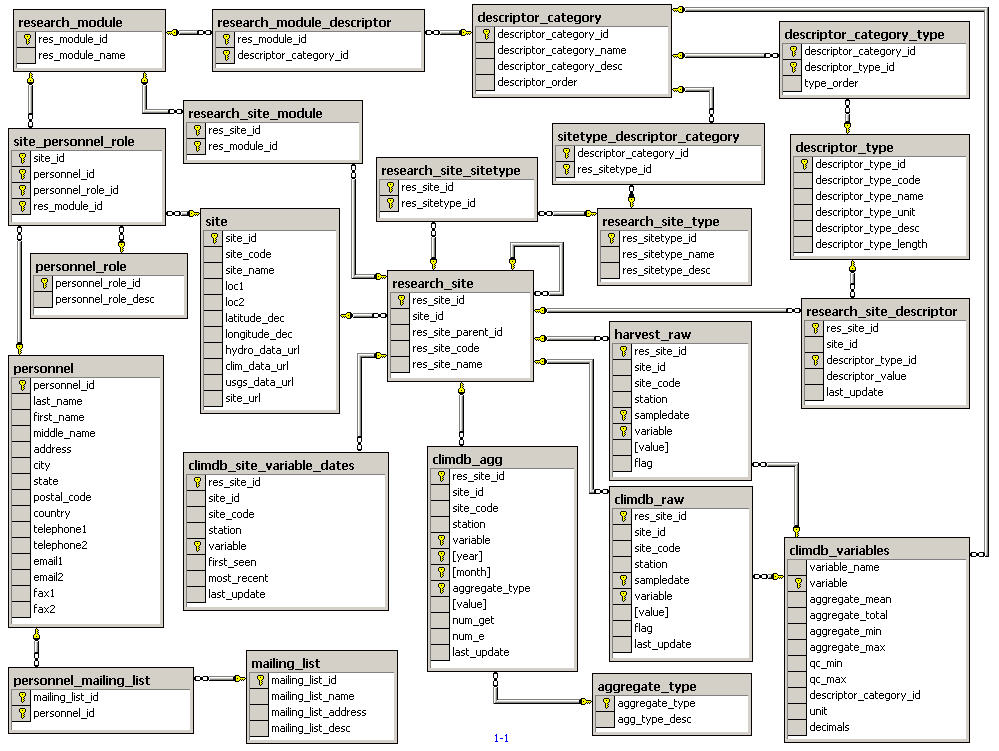 research_module
res_module_id
res_module_name
research_module_descriptor
res_module_id
descriptor_category_id
descriptor_category
descriptor_category_id
descriptor_category_name
descriptor_category_desc
descriptor_order
descriptor_category_type
descriptor_category_id
descriptor_type_id
type_order
research_site_module
res_site_id
res_module_id
site_personnel_role
site_id
personnel_id
personnel_role_id
res_module_id
sitetype_descriptor_category
descriptor_category_id
res_sitetype_id
descriptor_type
descriptor_type_id
descriptor_type_code
descriptor_type_name
descriptor_type_unit
descriptor_type_desc
descriptor_type_length
research_site_sitetype
res_site_id
res_sitetype_id
site
site_id
site_code
site_name
loc1
loc2
latitude_dec
longitude_dec
hydro_data_url
clim_data_url
usgs_data_url
site_url
research_site_type
res_sitetype_id
res_sitetype_name
res_sitetype_desc
personnel_role
personnel_role_id
personnel_role_desc
research_site
res_site_id
site_id
res_site_parent_id
res_site_code
res_site_name
research_site_descriptor
res_site_id
site_id
descriptor_type_id
descriptor_value
last_update
harvest_raw
res_site_id
site_id
site_code
station
sampledate
variable
[value]
flag
personnel
personnel_id
last_name
first_name
middle_name
address
city
state
postal_code
country
telephone1
telephone2
email1
email2
fax1
fax2
climdb_site_variable_dates
res_site_id
site_id
site_code
station
variable
first_seen
most_recent
last_update
climdb_agg
res_site_id
site_id
site_code
station
variable
[year]
[month]
aggregate_type
[value]
num_get
num_e
last_update
climdb_raw
res_site_id
site_id
site_code
station
sampledate
variable
[value]
flag
last_update
climdb_variables
variable_name
variable
aggregate_mean
aggregate_total
aggregate_min
aggregate_max
qc_min
qc_max
descriptor_category_id
unit
decimals
personnel_mailing_list
mailing_list_id
personnel_id
mailing_list
mailing_list_id
mailing_list_name
mailing_list_address
mailing_list_desc
aggregate_type
aggregate_type
agg_type_desc
1-1